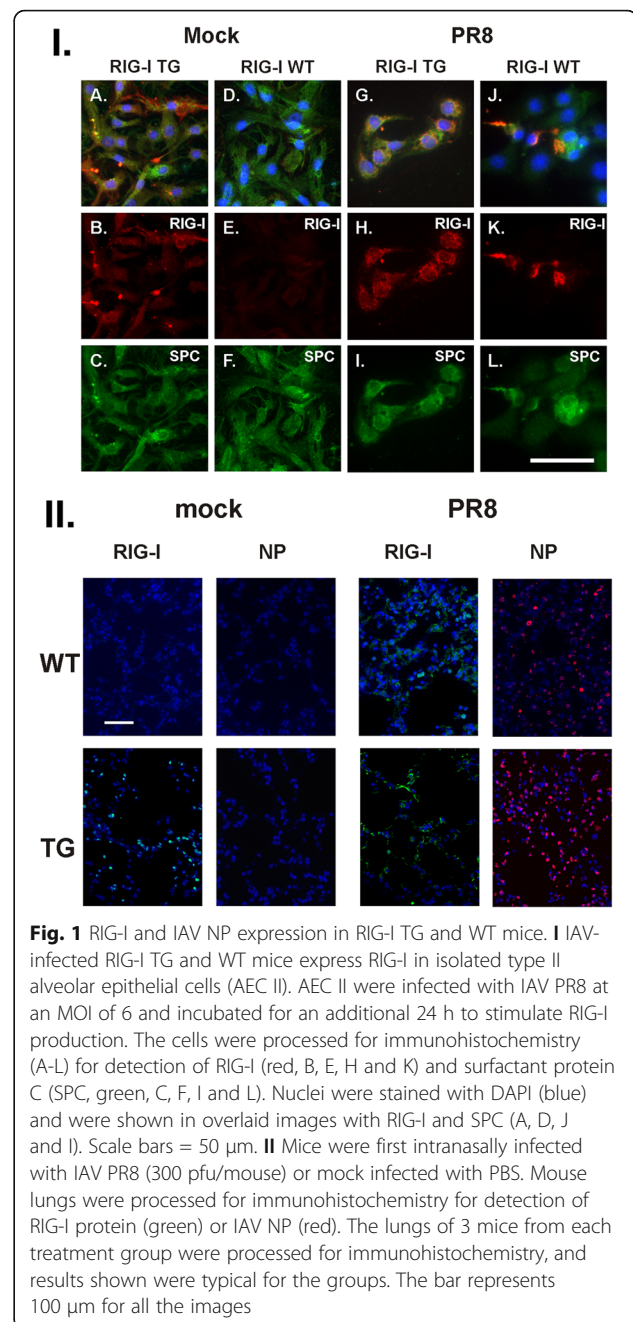 I.
Mock PR8
RIG-I TG RIG-I WT RIG-I TG RIG-I WT
A. D. G. J.
B. RIG-I E. RIG-I H. RIG-I K. RIG-I
C. SPC F. SPC I. SPC L. SPC
II.
mock PR8
RIG-I NP RIG-I NP
WT
TG
Fig. 1 RIG-I and IAV NP expression in RIG-I TG and WT mice. I IAV-
infected RIG-I TG and WT mice express RIG-I in isolated type II
alveolar epithelial cells (AEC II). AEC II were infected with IAV PR8 at
an MOI of 6 and incubated for an additional 24 h to stimulate RIG-I
production. The cells were processed for immunohistochemistry
(A-L) for detection of RIG-I (red, B, E, H and K) and surfactant protein
C (SPC, green, C, F, I and L). Nuclei were stained with DAPI (blue)
and were shown in overlaid images with RIG-I and SPC (A, D, J
and I). Scale bars = 50 μm. II Mice were first intranasally infected
with IAV PR8 (300 pfu/mouse) or mock infected with PBS. Mouse
lungs were processed for immunohistochemistry for detection of
RIG-I protein (green) or IAV NP (red). The lungs of 3 mice from each
treatment group were processed for immunohistochemistry, and
results shown were typical for the groups. The bar represents
100 μm for all the images